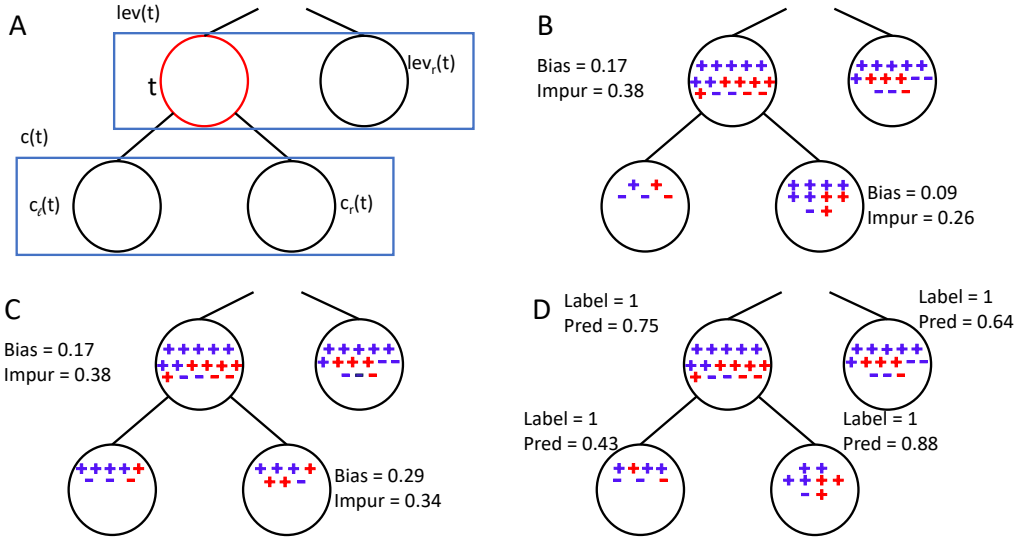 A
lev(t)
t
lev_r(t)
c(t)
c_ℓ(t)
c_r(t)
B
Bias = 0.17
Impur = 0.38
+ + + + +
+ + + + + +
+ - - - -
+ + + + +
+ + + + - -
- - -
+ +
- - -
+ + + +
+ + + +
- +
Bias = 0.09
Impur = 0.26
C
Bias = 0.17
Impur = 0.38
+ + + + +
+ + + + + +
+ - - - -
+ + + + +
+ + + + - -
- - -
+ + + + +
- - -
+ + + +
+ + -
Bias = 0.29
Impur = 0.34
D
Label = 1
Pred = 0.75
Label = 1
Pred = 0.64
+ + + + +
+ + + + + +
+ - - - -
+ + + + +
+ + + + - -
- - -
Label = 1
Pred = 0.43
Label = 1
Pred = 0.88
+ + + +
- - -
+ +
+ + + +
- +